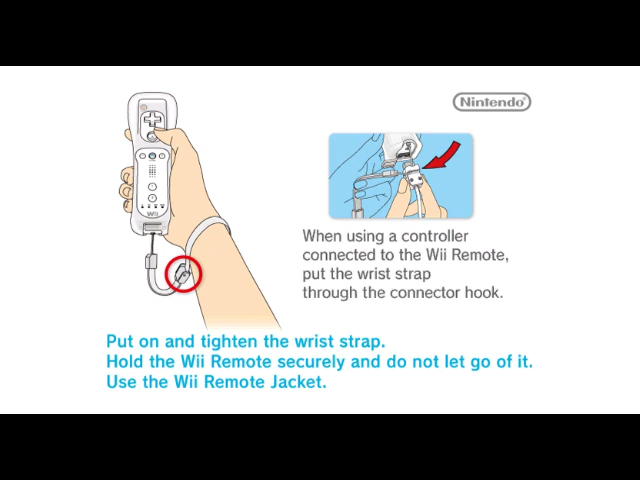 Nintendo®
Wii
When using a controller
connected to the Wii Remote,
put the wrist strap
through the connector hook.
Put on and tighten the wrist strap.
Hold the Wii Remote securely and do not let go of it.
Use the Wii Remote Jacket.